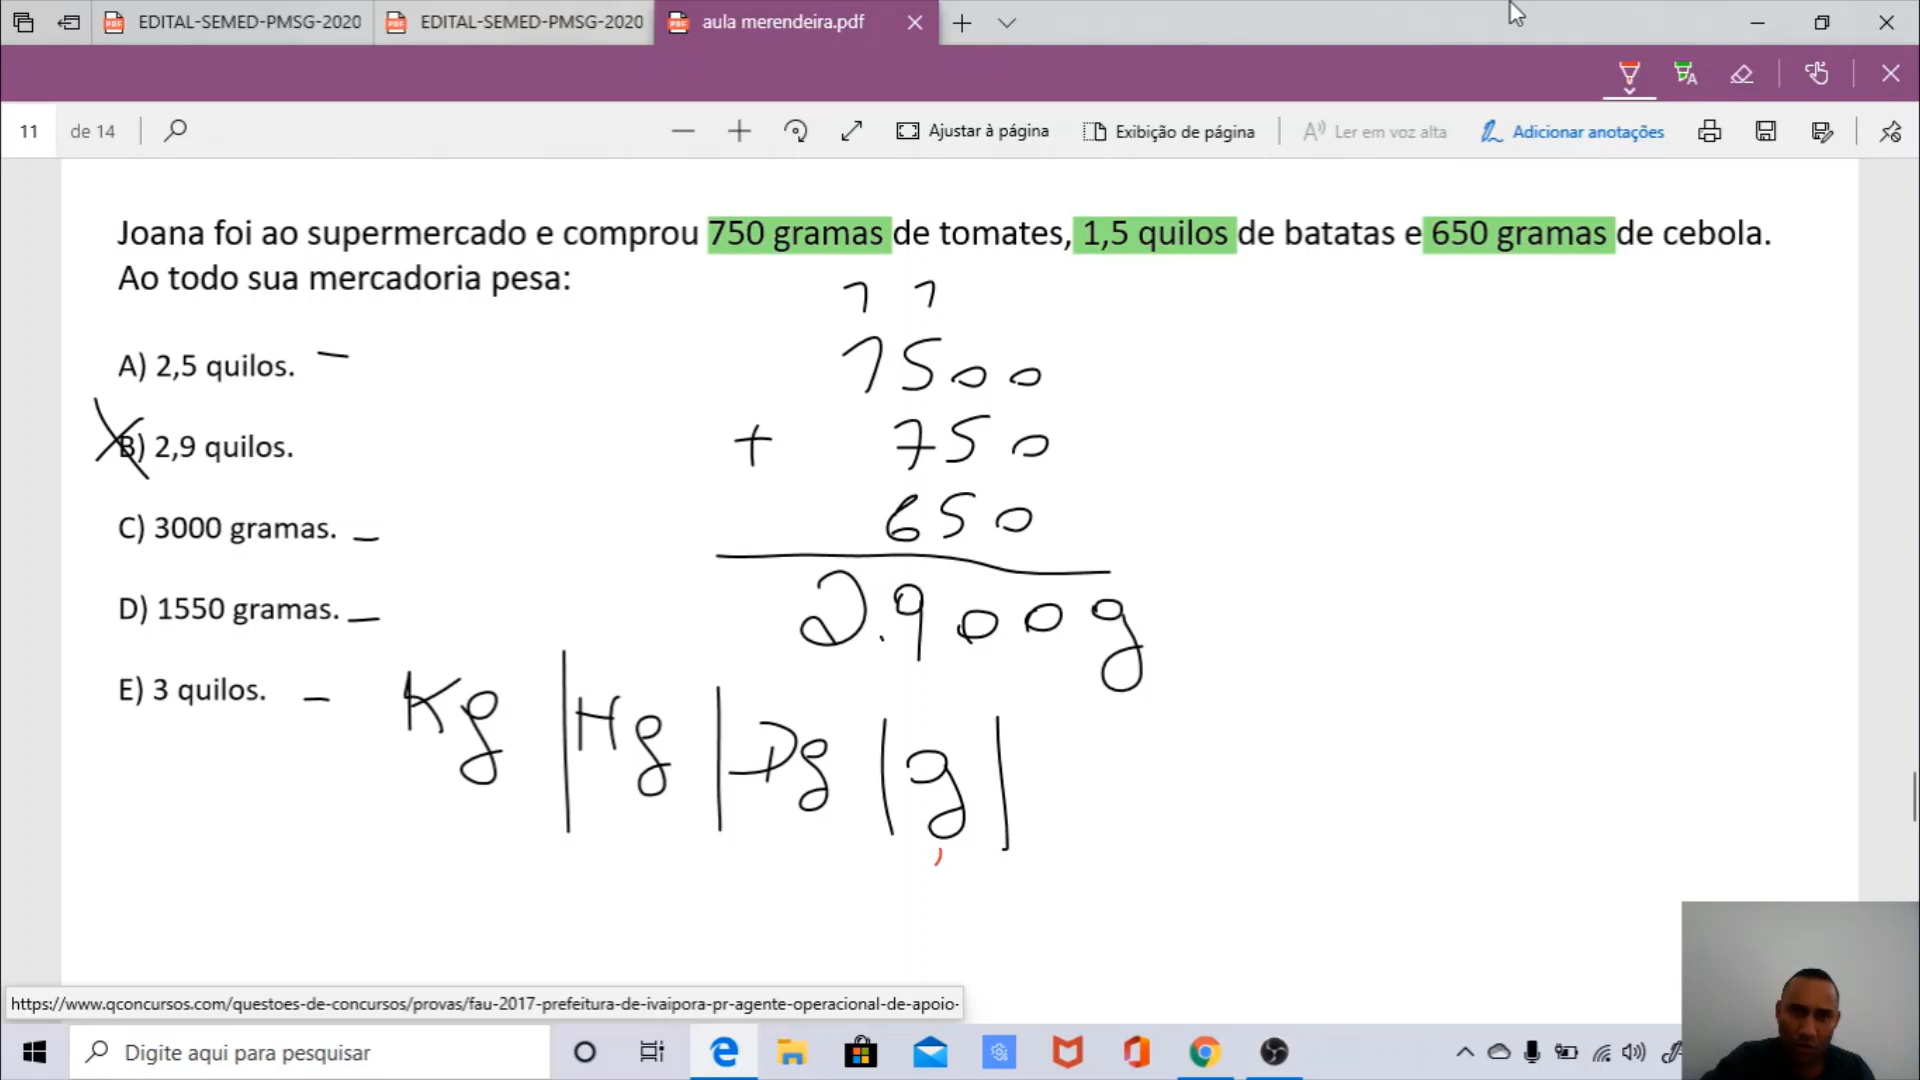 EDITAL-SEMED-PMSG-2020
EDITAL-SEMED-PMSG-2020
aula merendeira.pdf
11 de 14
Ajustar à página
Exibição de página
Ler em voz alta
Adicionar anotações
Joana foi ao supermercado e comprou 750 gramas de tomates, 1,5 quilos de batatas e 650 gramas de cebola.
Ao todo sua mercadoria pesa:
1 1
A) 2,5 quilos. –
1500
B) 2,9 quilos.
+ 750
C) 3000 gramas. –
650
D) 1550 gramas. –
2.900g
E) 3 quilos. –
Kg | Hg | Dg | g |
,
https://www.qconcursos.com/questoes-de-concursos/provas/fau-2017-prefeitura-de-ivaipora-pr-agente-operacional-de-apoio-
Digite aqui para pesquisar